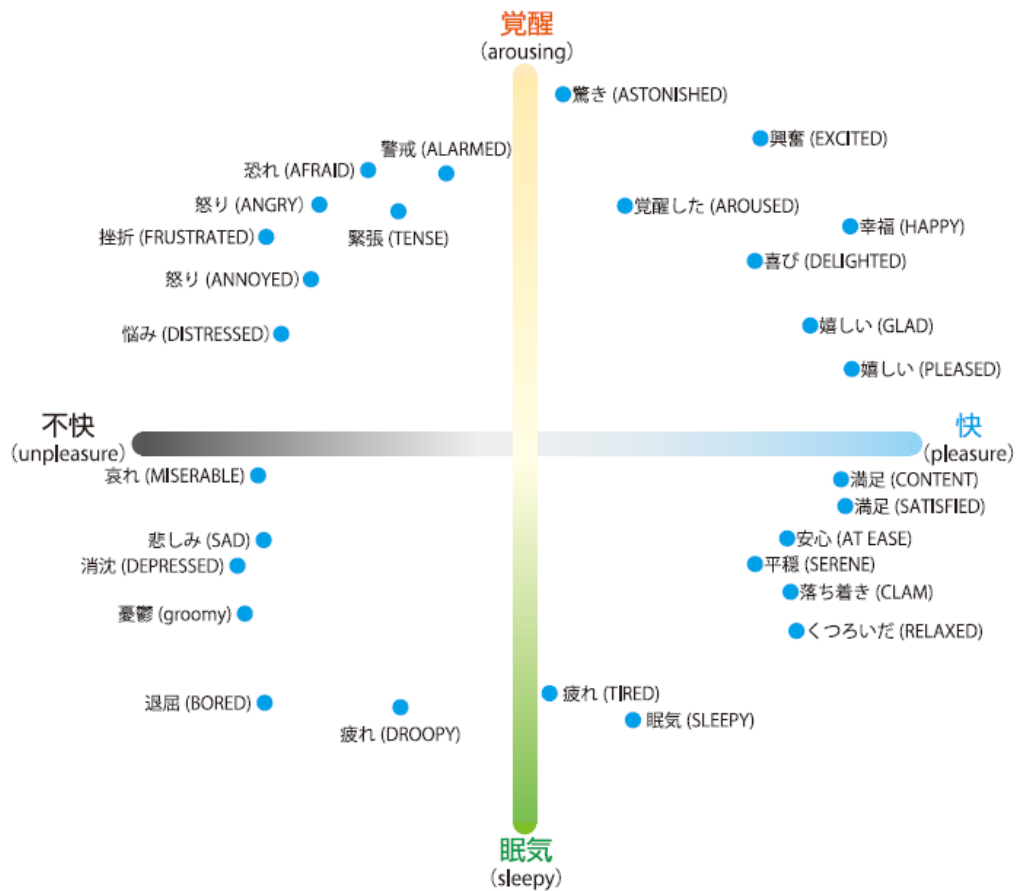 覚醒
(arousing)
驚き (ASTONISHED)
興奮 (EXCITED)
警戒 (ALARMED)
恐れ (AFRAID)
怒り (ANGRY)
覚醒した (AROUSED)
挫折 (FRUSTRATED)
緊張 (TENSE)
幸福 (HAPPY)
喜び (DELIGHTED)
怒り (ANNOYED)
悩み (DISTRESSED)
嬉しい (GLAD)
嬉しい (PLEASED)
不快
(unpleasure)
快
(pleasure)
哀れ (MISERABLE)
満足 (CONTENT)
満足 (SATISFIED)
悲しみ (SAD)
安心 (AT EASE)
消沈 (DEPRESSED)
平穏 (SERENE)
落ち着き (CLAM)
憂鬱 (groomy)
くつろいだ (RELAXED)
退屈 (BORED)
疲れ (TIRED)
疲れ (DROOPY)
眠気 (SLEEPY)
眠気
(sleepy)